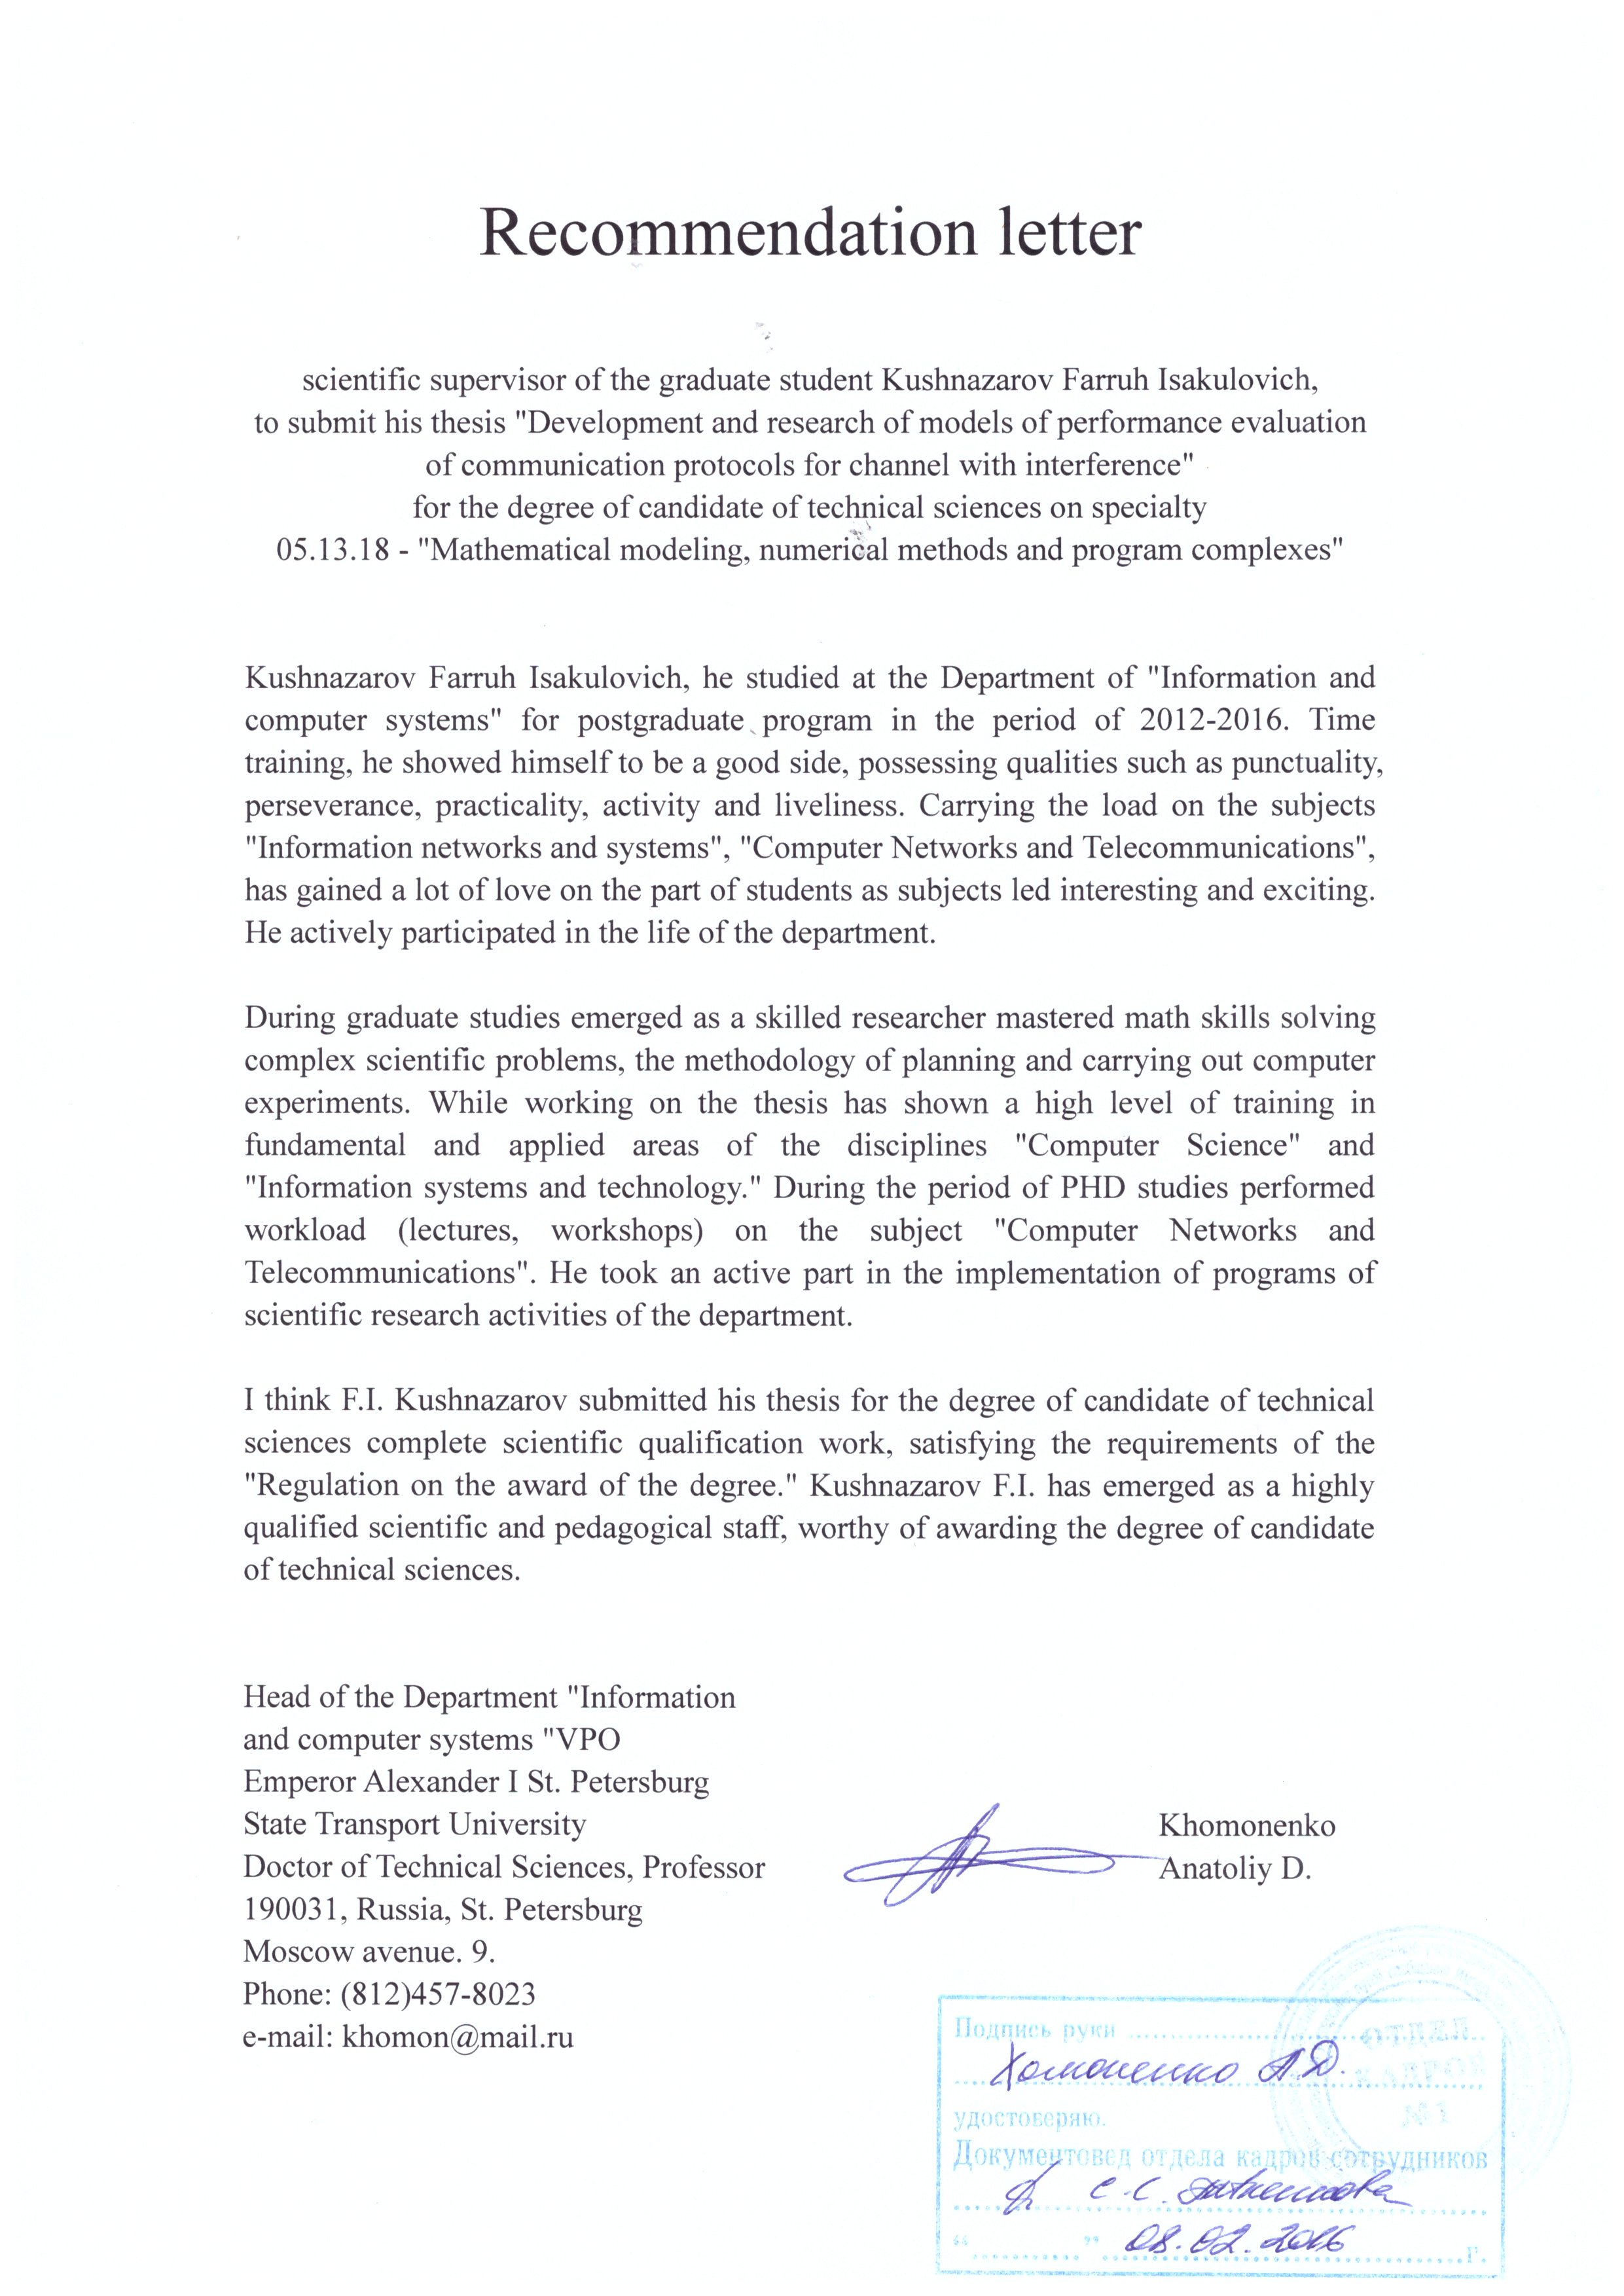 Recommendation letter
scientific supervisor of the graduate student Kushnazarov Farruh Isakulovich,
to submit his thesis "Development and research of models of performance evaluation
of communication protocols for channel with interference"
for the degree of candidate of technical sciences on specialty
05.13.18 - "Mathematical modeling, numerical methods and program complexes"
Kushnazarov Farruh Isakulovich, he studied at the Department of "Information and
computer systems" for postgraduate program in the period of 2012-2016. Time
training, he showed himself to be a good side, possessing qualities such as punctuality,
perseverance, practicality, activity and liveliness. Carrying the load on the subjects
"Information networks and systems", "Computer Networks and Telecommunications",
has gained a lot of love on the part of students as subjects led interesting and exciting.
He actively participated in the life of the department.
During graduate studies emerged as a skilled researcher mastered math skills solving
complex scientific problems, the methodology of planning and carrying out computer
experiments. While working on the thesis has shown a high level of training in
fundamental and applied areas of the disciplines "Computer Science" and
"Information systems and technology." During the period of PHD studies performed
workload (lectures, workshops) on the subject "Computer Networks and
Telecommunications". He took an active part in the implementation of programs of
scientific research activities of the department.
I think F.I. Kushnazarov submitted his thesis for the degree of candidate of technical
sciences complete scientific qualification work, satisfying the requirements of the
"Regulation on the award of the degree." Kushnazarov F.I. has emerged as a highly
qualified scientific and pedagogical staff, worthy of awarding the degree of candidate
of technical sciences.
Head of the Department "Information
and computer systems "VPO
Emperor Alexander I St. Petersburg
State Transport University
Doctor of Technical Sciences, Professor
190031, Russia, St. Petersburg
Moscow avenue. 9.
Phone: (812)457-8023
e-mail: khomon@mail.ru
Khomonenko
Anatoliy D.
Подпись руки
Хомоненко А.Д.
удостоверяю.
Документовед отдела кадров сотрудников
С.С.
" " 08.02.2016 г.
ОТДЕЛ
КАДРОВ
№1